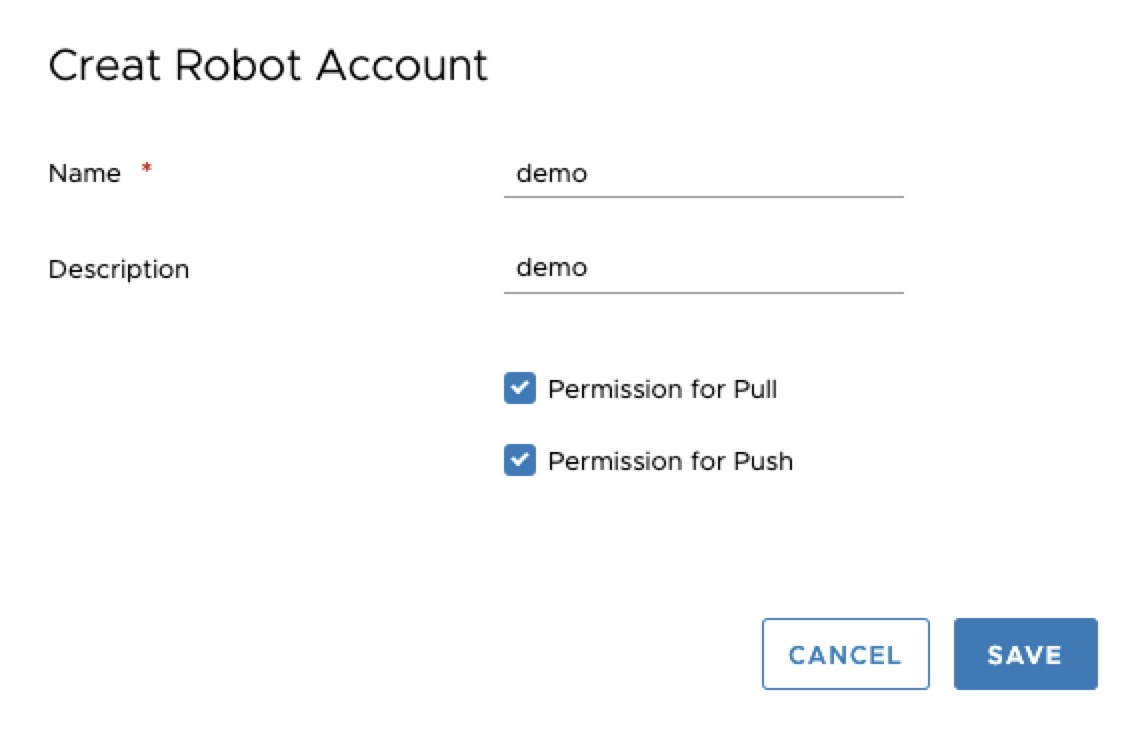 Creat Robot Account
Name *
demo
Description
demo
Permission for Pull
Permission for Push
CANCEL
SAVE